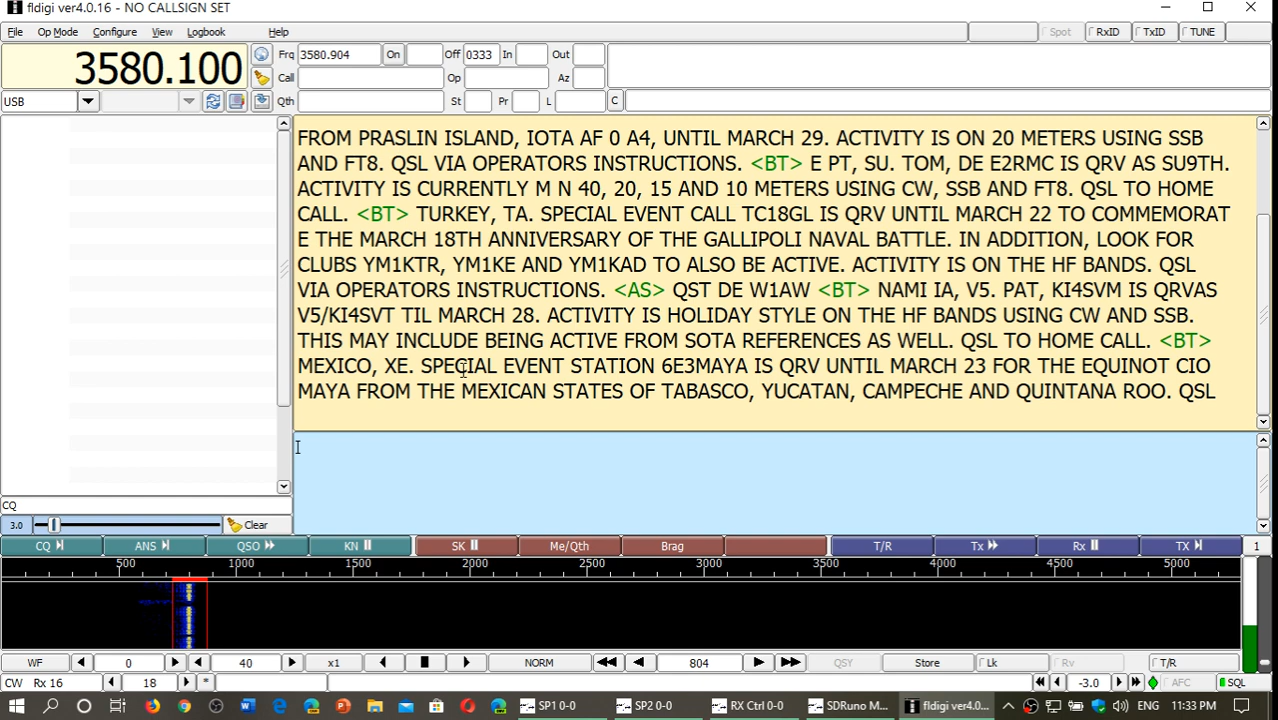 fldigi ver4.0.16 - NO CALLSIGN SET
File Op Mode Configure View Logbook Help Spot RxID TxID TUNE
3580.100 Frq 3580.904 On Off 0333 In Out
Call Op Az
USB Qth St Pr L C
FROM PRASLIN ISLAND, IOTA AF 0 A4, UNTIL MARCH 29. ACTIVITY IS ON 20 METERS USING SSB
AND FT8. QSL VIA OPERATORS INSTRUCTIONS. <BT> E PT, SU. TOM, DE E2RMC IS QRV AS SU9TH.
ACTIVITY IS CURRENTLY M N 40, 20, 15 AND 10 METERS USING CW, SSB AND FT8. QSL TO HOME
CALL. <BT> TURKEY, TA. SPECIAL EVENT CALL TC18GL IS QRV UNTIL MARCH 22 TO COMMEMORAT
E THE MARCH 18TH ANNIVERSARY OF THE GALLIPOLI NAVAL BATTLE. IN ADDITION, LOOK FOR
CLUBS YM1KTR, YM1KE AND YM1KAD TO ALSO BE ACTIVE. ACTIVITY IS ON THE HF BANDS. QSL
VIA OPERATORS INSTRUCTIONS. <AS> QST DE W1AW <BT> NAMI IA, V5. PAT, KI4SVM IS QRVAS
V5/KI4SVT TIL MARCH 28. ACTIVITY IS HOLIDAY STYLE ON THE HF BANDS USING CW AND SSB.
THIS MAY INCLUDE BEING ACTIVE FROM SOTA REFERENCES AS WELL. QSL TO HOME CALL. <BT>
MEXICO, XE. SPECIAL EVENT STATION 6E3MAYA IS QRV UNTIL MARCH 23 FOR THE EQUINOT CIO
MAYA FROM THE MEXICAN STATES OF TABASCO, YUCATAN, CAMPECHE AND QUINTANA ROO. QSL
CQ
3.0 Clear
CQ ANS QSO KN SK Me/Qth Brag T/R Tx Rx TX 1
500 1000 1500 2000 2500 3000 3500 4000 4500 5000
WF 0 40 x1 NORM 804 QSY Store Lk Rv T/R
CW Rx 16 18 * -3.0 AFC SQL
SP1 0-0 SP2 0-0 RX Ctrl 0-0 SDRuno M... fldigi ver4.0... 11:33 PM